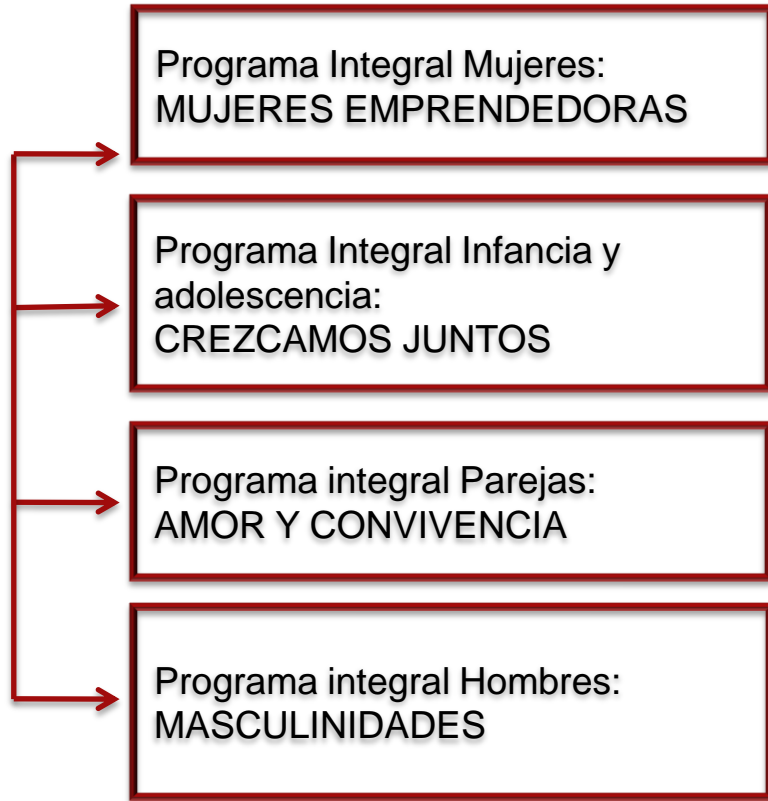 Programa Integral Mujeres:
MUJERES EMPRENDEDORAS
Programa Integral Infancia y
adolescencia:
CREZCAMOS JUNTOS
Programa integral Parejas:
AMOR Y CONVIVENCIA
Programa integral Hombres:
MASCULINIDADES